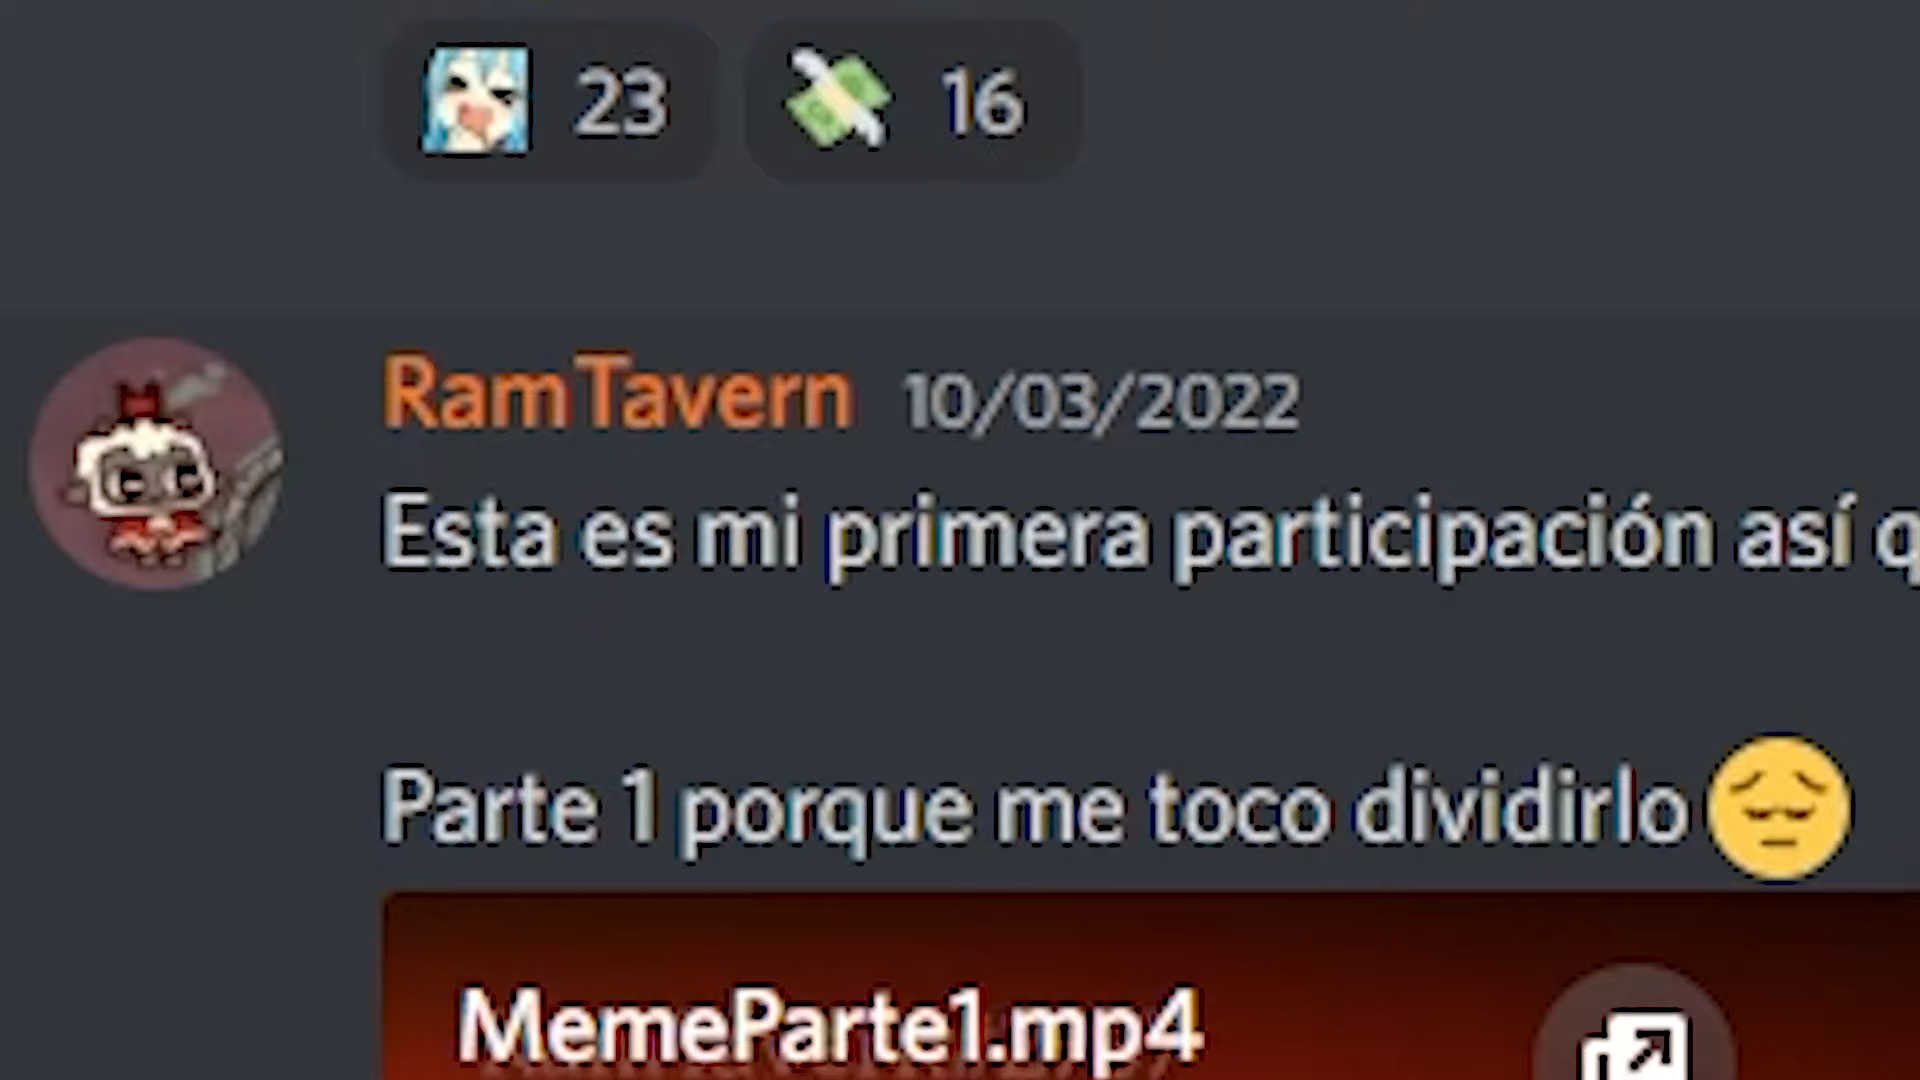 23 16
RamTavern 10/03/2022
Esta es mi primera participación así q
Parte 1 porque me toco dividirlo
MemeParte1.mp4